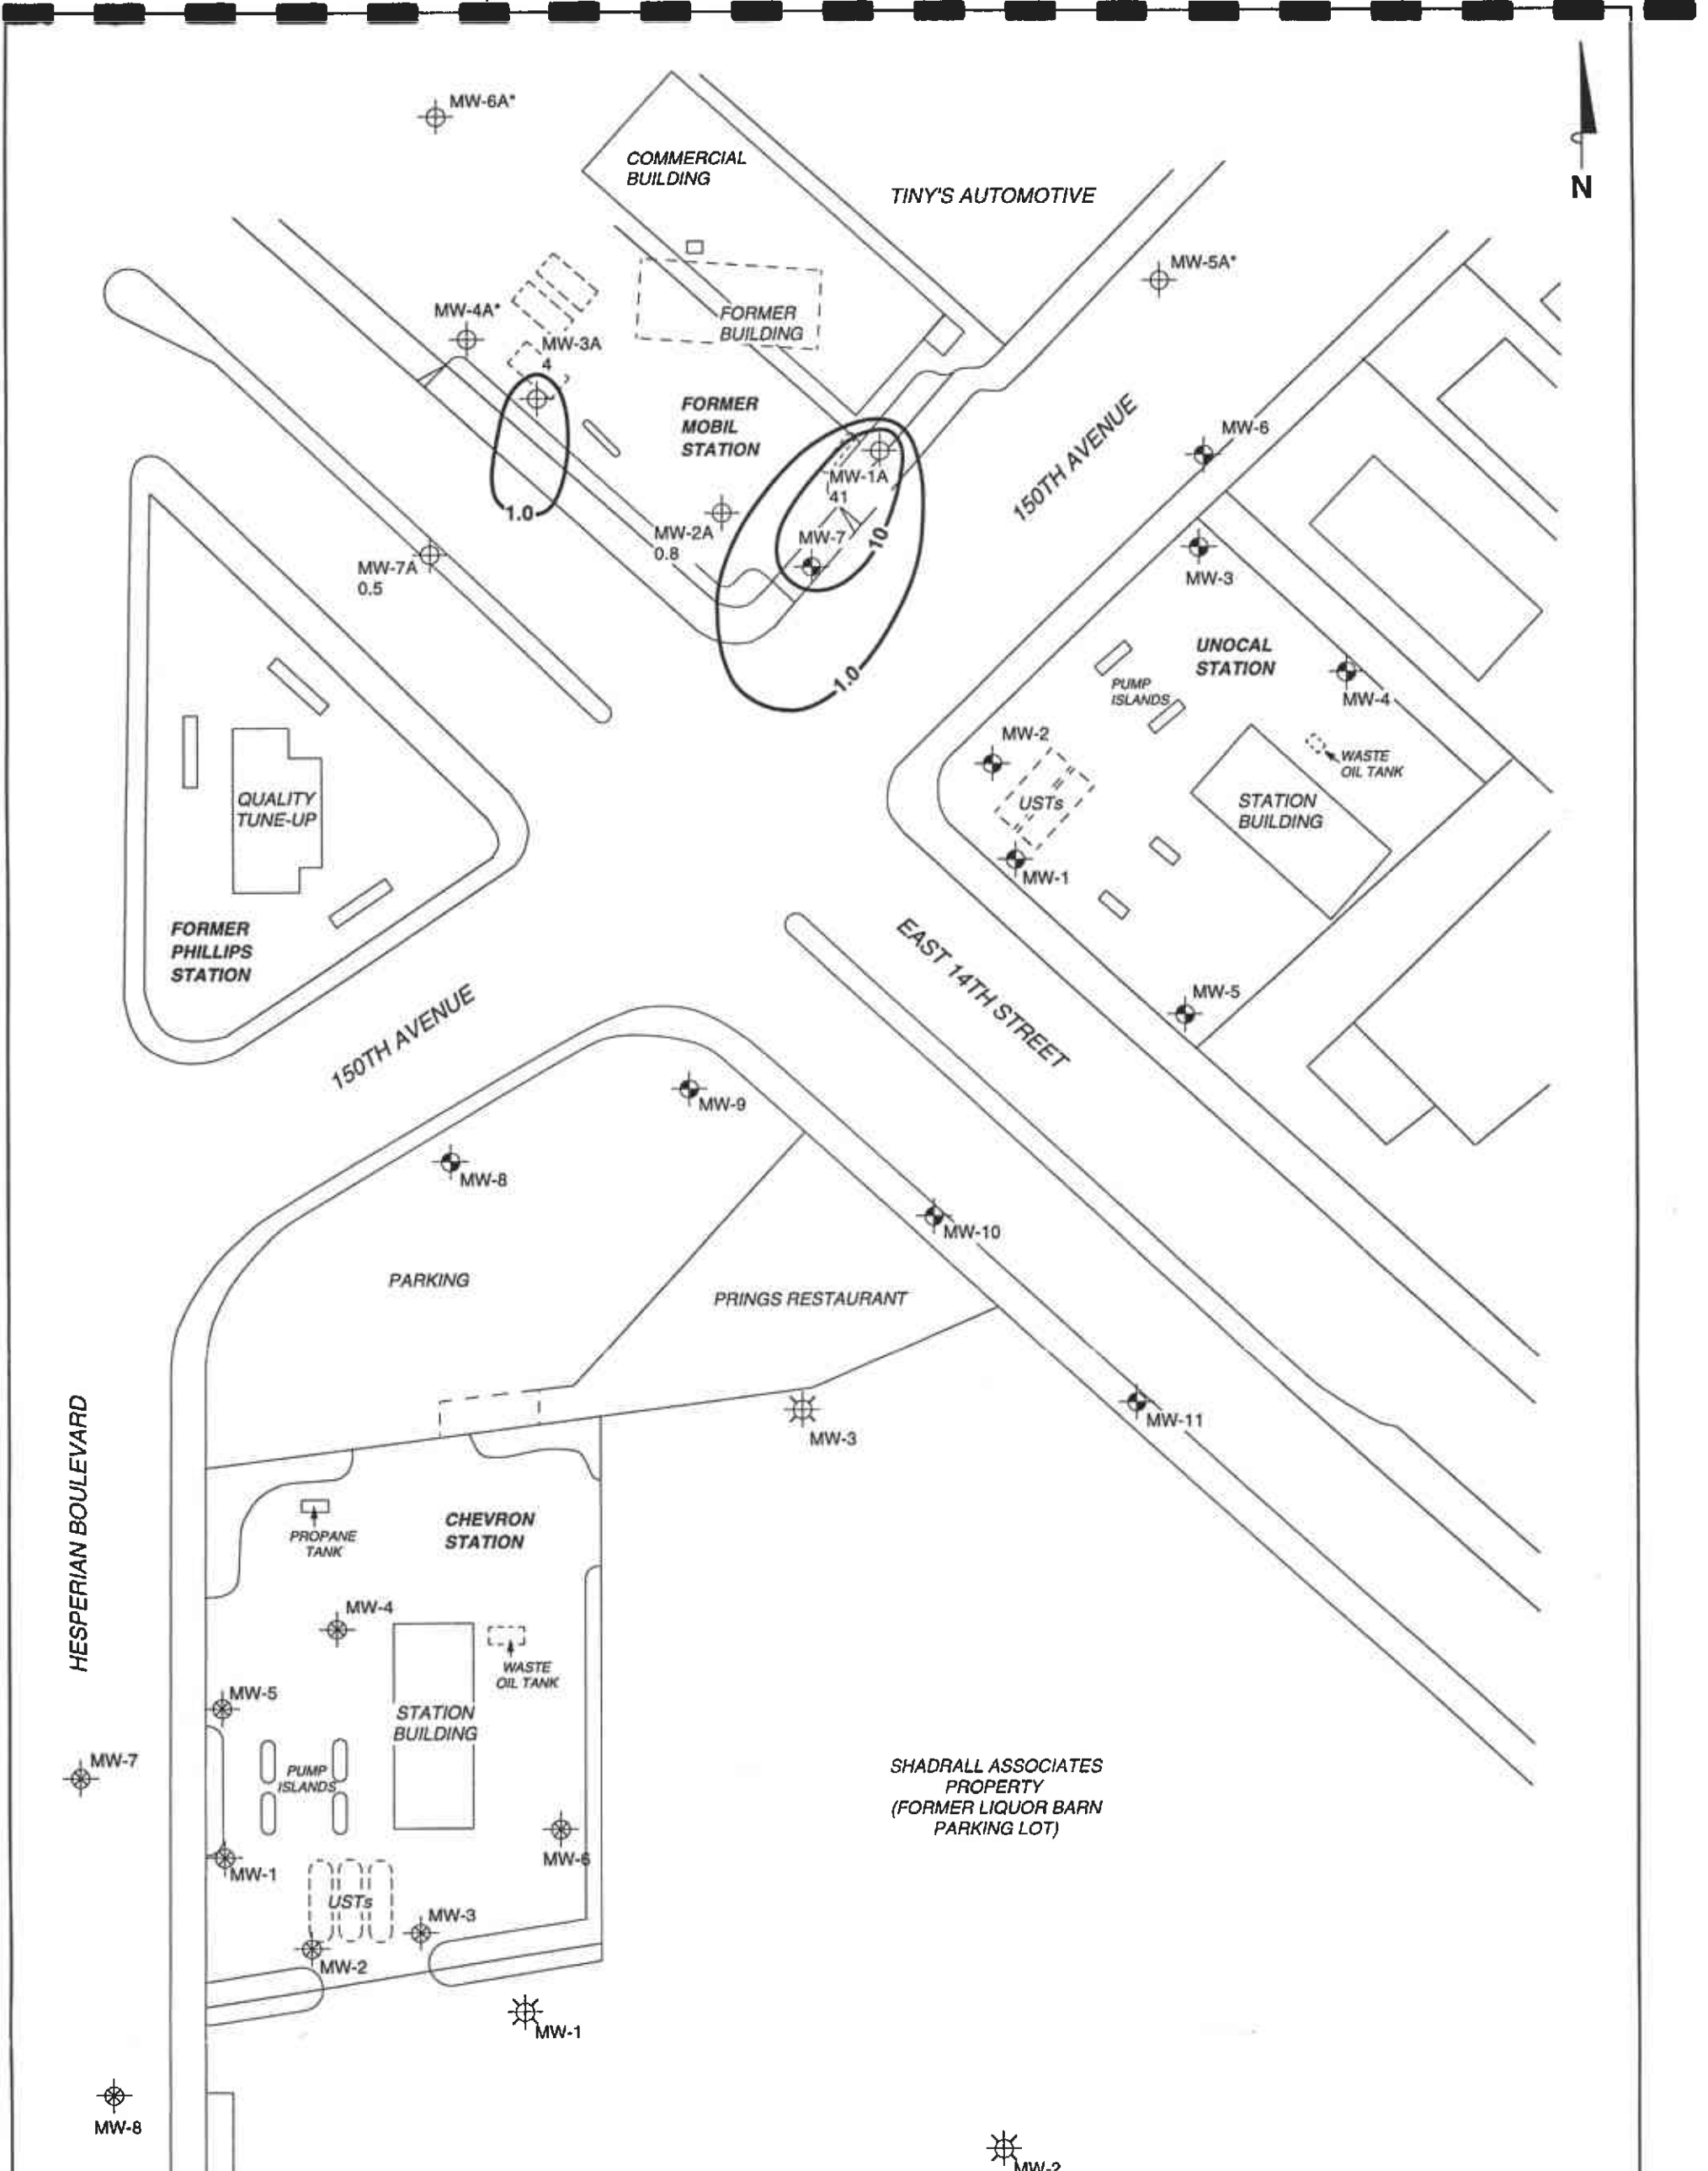 MW-6A*
COMMERCIAL
BUILDING
TINY'S AUTOMOTIVE
N
MW-5A*
MW-4A*
FORMER
BUILDING
MW-3A
4
FORMER
MOBIL
STATION
150TH AVENUE
MW-6
MW-1A
41
1.0
MW-2A
0.8
MW-7
10
MW-7A
0.5
MW-3
UNOCAL
STATION
1.0
PUMP
ISLANDS
MW-4
MW-2
WASTE
OIL TANK
USTs
STATION
BUILDING
QUALITY
TUNE-UP
MW-1
FORMER
PHILLIPS
STATION
EAST 14TH STREET
MW-5
150TH AVENUE
MW-9
MW-8
MW-10
PARKING
PRINGS RESTAURANT
MW-11
MW-3
HESPERIAN BOULEVARD
CHEVRON
STATION
PROPANE
TANK
MW-4
WASTE
OIL TANK
MW-5
STATION
BUILDING
MW-7
PUMP
ISLANDS
SHADRALL ASSOCIATES
PROPERTY
(FORMER LIQUOR BARN
PARKING LOT)
MW-6
MW-1
USTs
MW-3
MW-2
MW-1
MW-8
MW-2